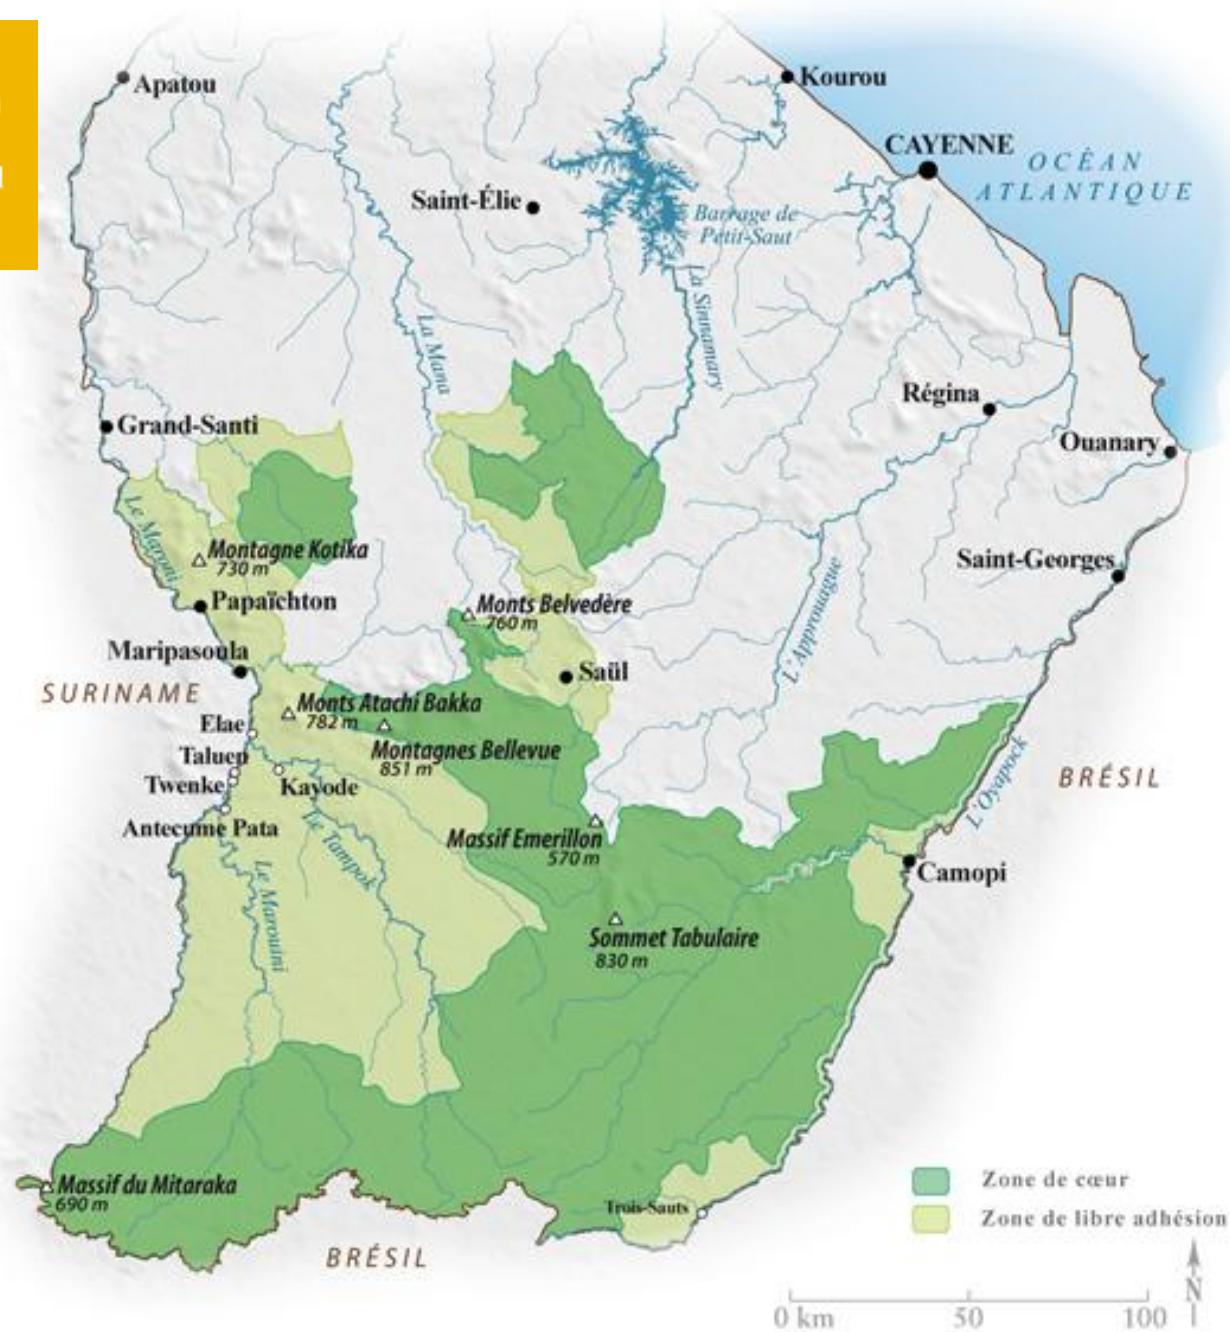 Apatou
Kourou
CAYENNE
OCÉAN
ATLANTIQUE
Saint-Élie
Barrage de
Petit-Saut
La Sinnamary
La Mana
Régina
Grand-Santi
Ouanary
Le Maroni
Montagne Kotika
730 m
Saint-Georges
L'Approuague
Papaïchton
Monts Belvedère
760 m
Maripasoula
Saül
SURINAME
Monts Atachi Bakka
782 m
Elae
Montagnes Bellevue
851 m
Taluen
Twenke
Kayode
BRÉSIL
L'Oyapock
Antecume Pata
Le Tampok
Massif Emerillon
570 m
Le Marouini
Camopi
Sommet Tabulaire
830 m
Massif du Mitaraka
690 m
Trois-Sauts
BRÉSIL
Zone de cœur
Zone de libre adhésion
N
0 km 50 100